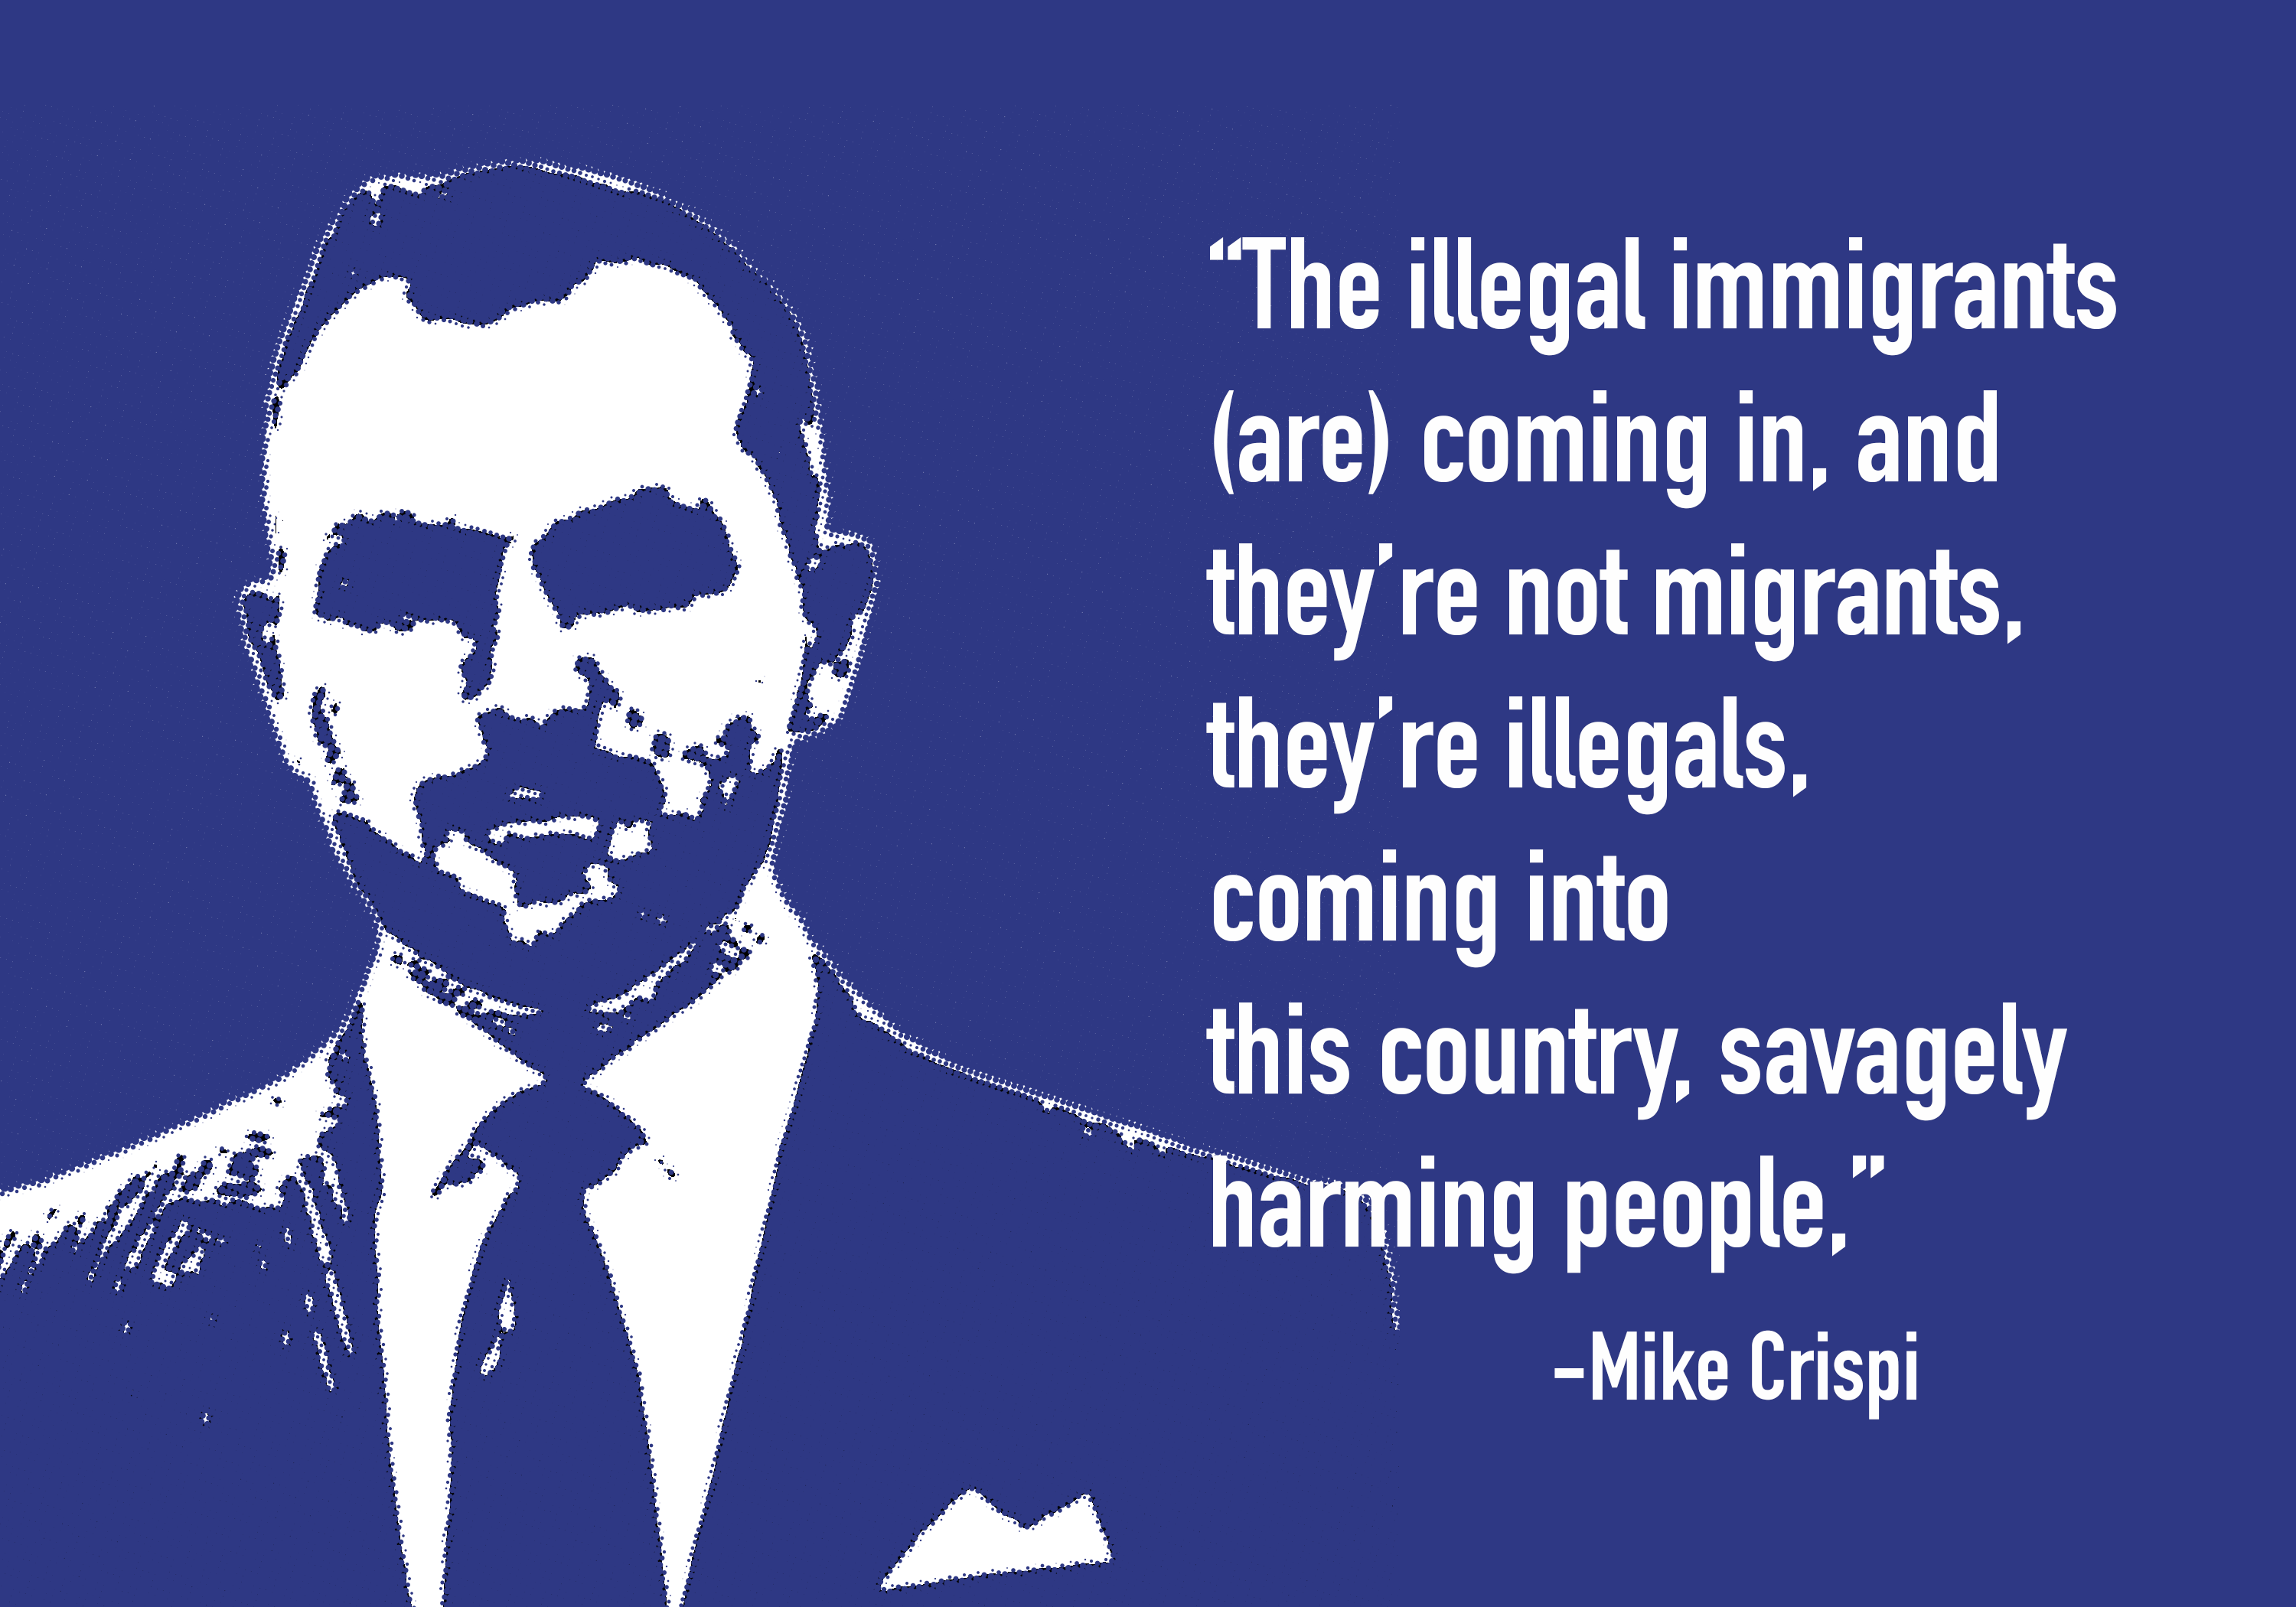 “The illegal immigrants
(are) coming in, and
they’re not migrants,
they’re illegals,
coming into
this country, savagely
harming people,”
–Mike Crispi